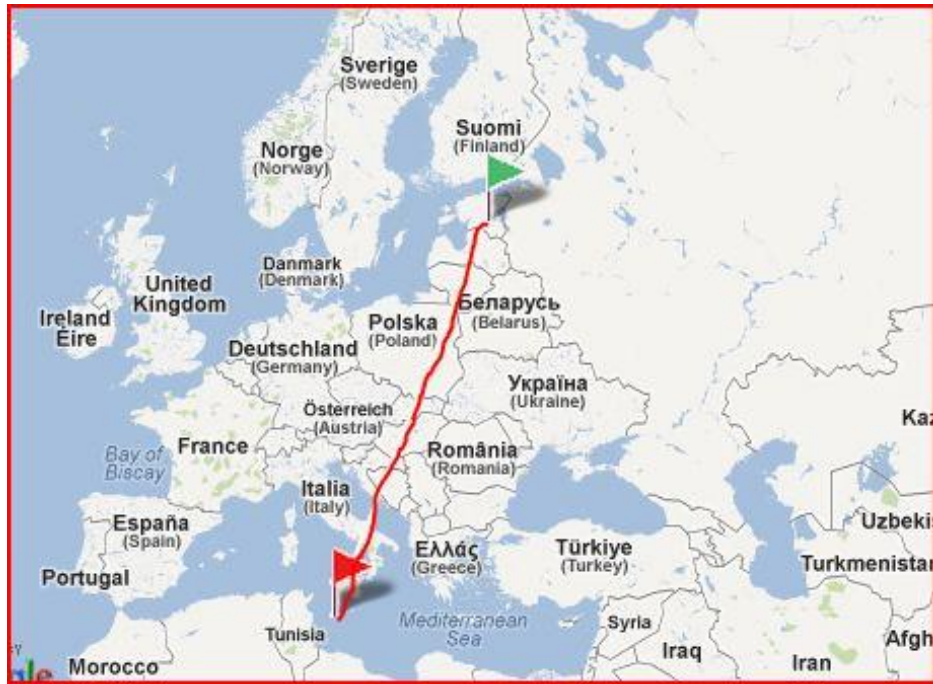 Sverige
(Sweden)
Suomi
(Finland)
Norge
(Norway)
Danmark
(Denmark)
United
Kingdom
Ireland
Éire
Беларусь
(Belarus)
Polska
(Poland)
Deutschland
(Germany)
Україна
(Ukraine)
Österreich
(Austria)
France
România
(Romania)
Bay of
Biscay
Italia
(Italy)
España
(Spain)
Portugal
Ελλάς
(Greece)
Türkiye
(Turkey)
Turkmenistan
Mediterranean
Sea
Tunisia
Syria
Iraq
Iran
Morocco
Kaz
Uzbekis
Afgh
gle